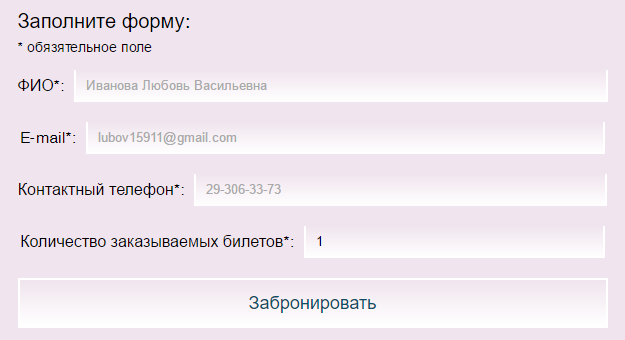 Заполните форму:
* обязятельное поле
ФИО*: Иванова Любовь Васильевна
E-mail*: lubov15911@gmail.com
Контактный телефон*: 29-306-33-73
Количество заказываемых билетов*: 1
Забронировать